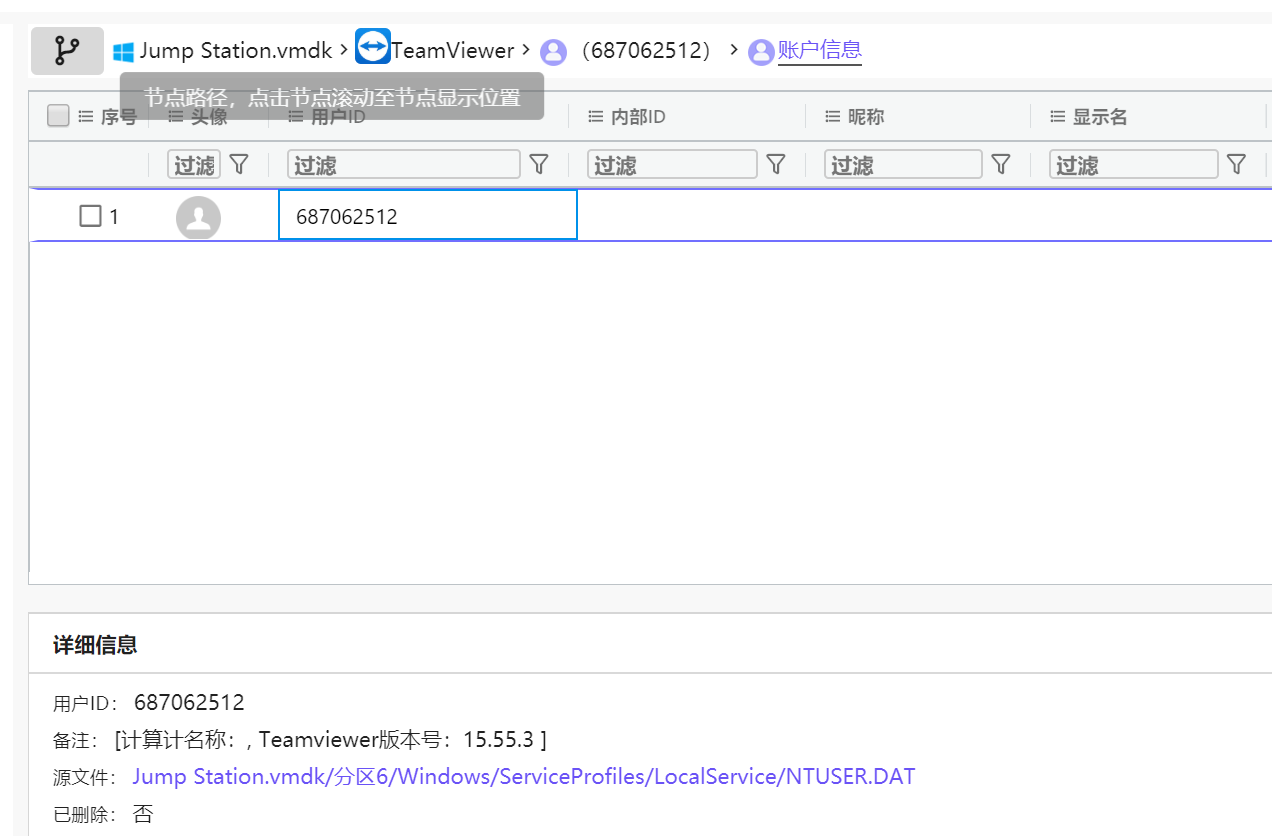 Jump Station.vmdk > TeamViewer > （687062512） > 账户信息
节点路径，点击节点滚动至节点显示位置
序号 头像 用户ID 内部ID 昵称 显示名
过滤 过滤 过滤 过滤 过滤
1 687062512
详细信息
用户ID： 687062512
备注： [计算计名称：, Teamviewer版本号：15.55.3 ]
源文件： Jump Station.vmdk/分区6/Windows/ServiceProfiles/LocalService/NTUSER.DAT
已删除： 否